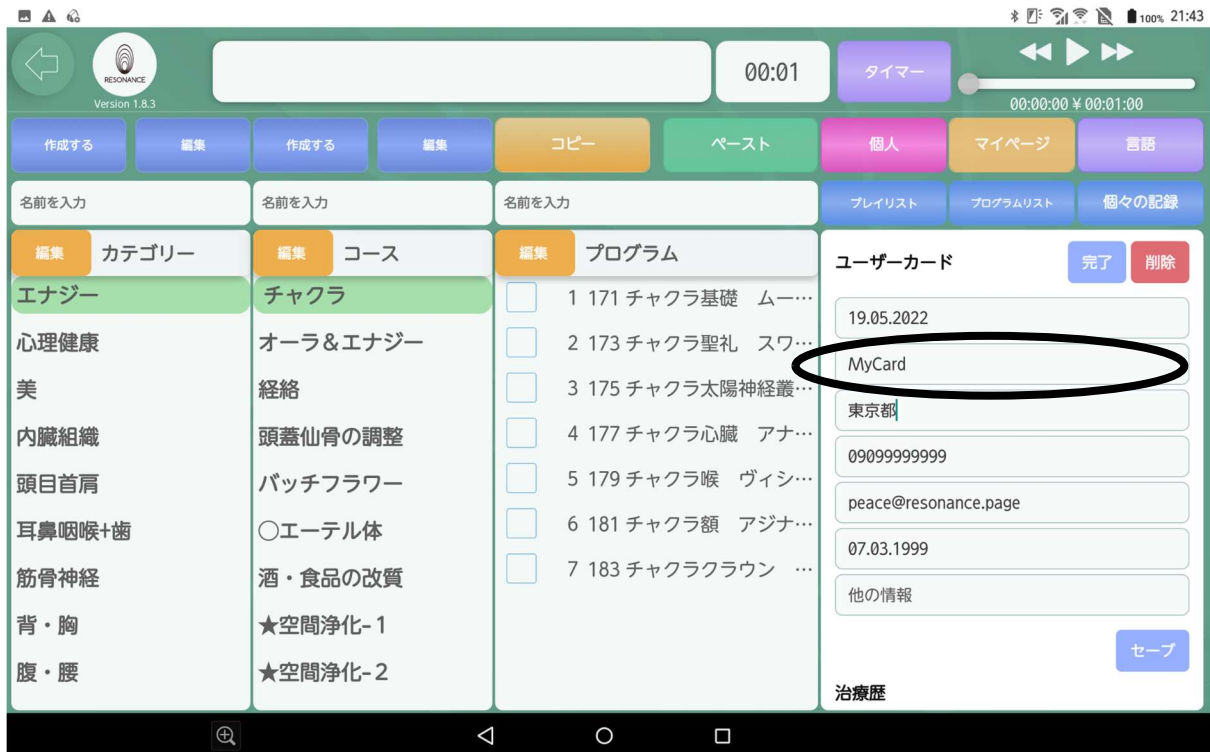 100% 21:43
RESONANCE
Version 1.8.3
00:01
タイマー
00:00:00 ¥ 00:01:00
作成する 編集 作成する 編集 コピー ペースト 個人 マイページ 言語
名前を入力 名前を入力 名前を入力 プレイリスト プログラムリスト 個々の記録
編集 カテゴリー
エナジー
心理健康
美
内臓組織
頭目首肩
耳鼻咽喉+歯
筋骨神経
背・胸
腹・腰
編集 コース
チャクラ
オーラ&エナジー
経絡
頭蓋仙骨の調整
バッチフラワー
○エーテル体
酒・食品の改質
★空間浄化-1
★空間浄化-2
編集 プログラム
1 171 チャクラ基礎 ムー…
2 173 チャクラ聖礼 スワ…
3 175 チャクラ太陽神経叢…
4 177 チャクラ心臓 アナ…
5 179 チャクラ喉 ヴィシ…
6 181 チャクラ額 アジナ…
7 183 チャクラクラウン …
ユーザーカード 完了 削除
19.05.2022
MyCard
東京都
09099999999
peace@resonance.page
07.03.1999
他の情報
セーブ
治療歴